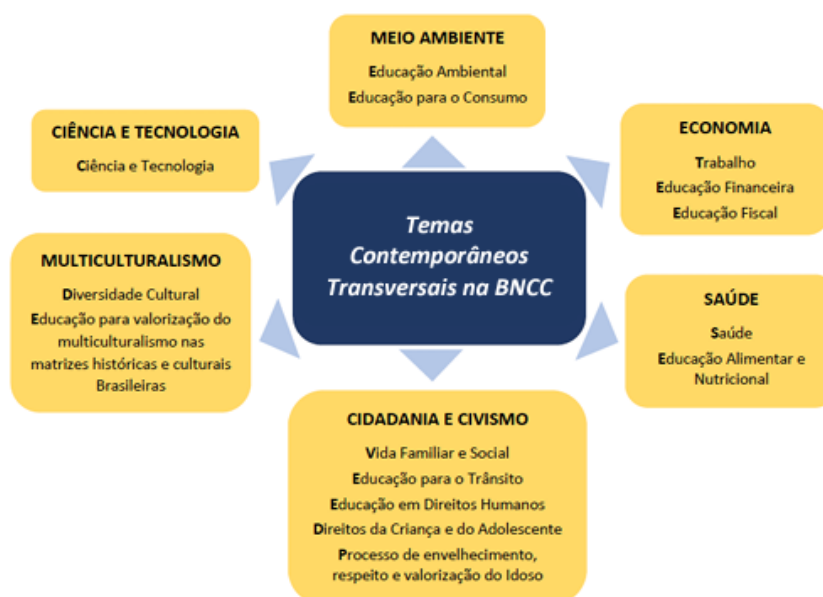 MEIO AMBIENTE
Educação Ambiental
Educação para o Consumo
CIÊNCIA E TECNOLOGIA
Ciência e Tecnologia
ECONOMIA
Trabalho
Educação Financeira
Educação Fiscal
Temas
Contemporâneos
Transversais na BNCC
MULTICULTURALISMO
Diversidade Cultural
Educação para valorização do
multiculturalismo nas
matrizes históricas e culturais
Brasileiras
SAÚDE
Saúde
Educação Alimentar e
Nutricional
CIDADANIA E CIVISMO
Vida Familiar e Social
Educação para o Trânsito
Educação em Direitos Humanos
Direitos da Criança e do Adolescente
Processo de envelhecimento,
respeito e valorização do Idoso